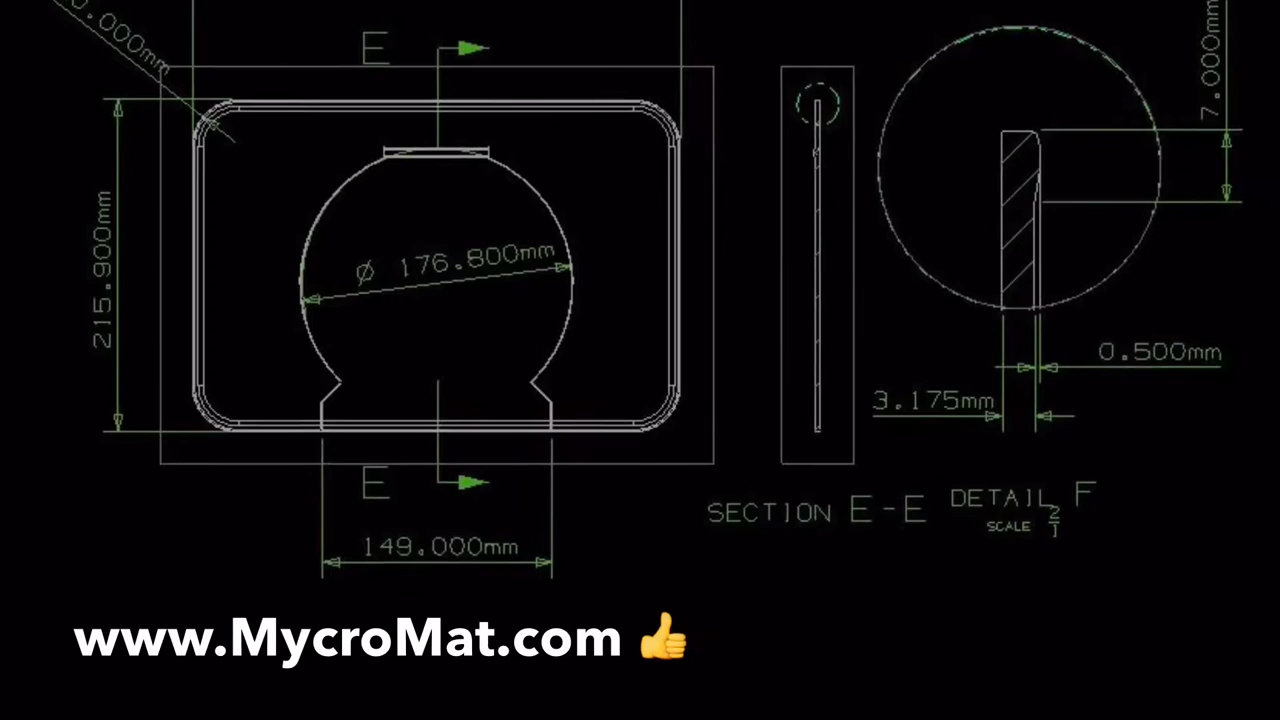 E
7.000mm
Ø 176.800mm
215.900mm
0.500mm
3.175mm
E
SECTION E-E
DETAIL F
SCALE 2/1
149.000mm
www.MycroMat.com 👍